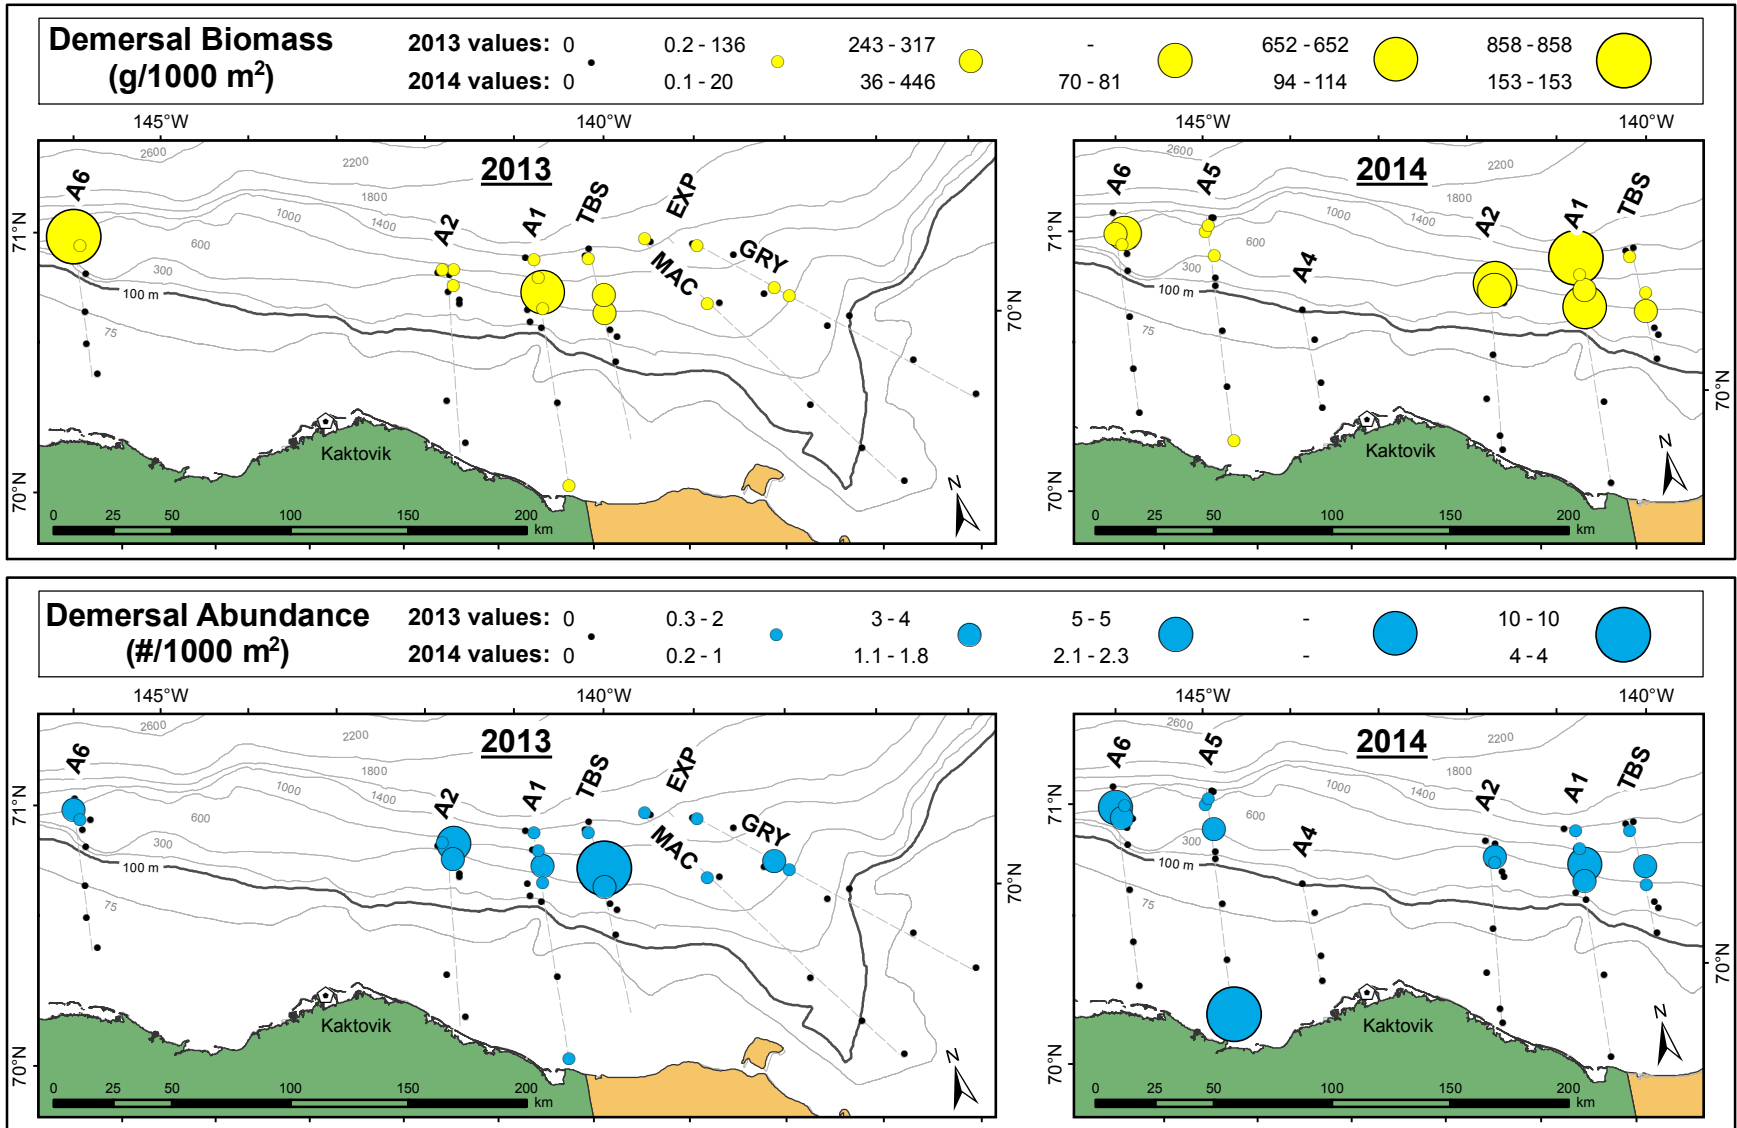 Demersal Biomass
(g/1000 m²)
2013 values: 0 0.2 - 136 243 - 317 - 652 - 652 858 - 858
2014 values: 0 0.1 - 20 36 - 446 70 - 81 94 - 114 153 - 153
145°W 140°W
145°W 140°W
2013
2600
2200
1800
1400
1000
600
300
100 m
75
A6
A2
A1
TBS
EXP
MAC
GRY
71°N
70°N
70°N
Kaktovik
N
0 25 50 100 150 200
km
2014
2600
2200
1800
1400
1000
600
300
100 m
75
A6
A5
A4
A2
A1
TBS
71°N
70°N
70°N
Kaktovik
N
0 25 50 100 150 200
km
Demersal Abundance
(#/1000 m²)
2013 values: 0 0.3 - 2 3 - 4 5 - 5 - 10 - 10
2014 values: 0 0.2 - 1 1.1 - 1.8 2.1 - 2.3 - 4 - 4
145°W 140°W
145°W 140°W
2013
2600
2200
1800
1400
1000
600
300
100 m
75
A6
A2
A1
TBS
EXP
MAC
GRY
71°N
70°N
70°N
Kaktovik
N
0 25 50 100 150 200
km
2014
2600
2200
1800
1400
1000
600
300
100 m
75
A6
A5
A4
A2
A1
TBS
71°N
70°N
70°N
Kaktovik
N
0 25 50 100 150 200
km